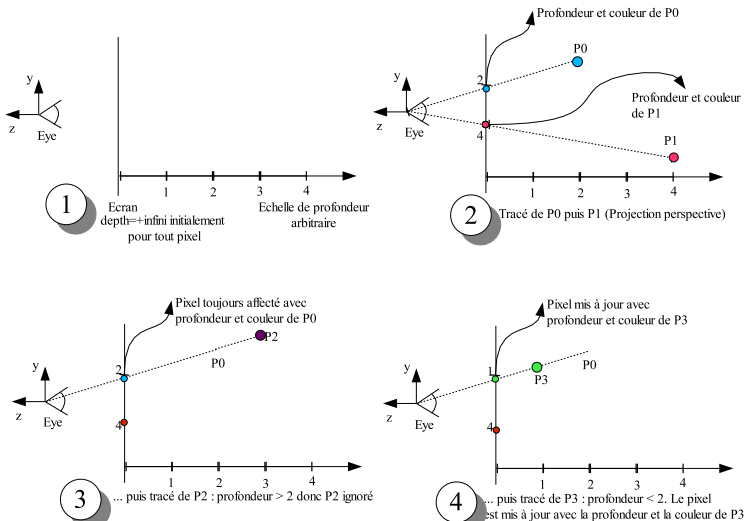 y
z
Eye
1
2
3
4
1
Ecran
depth=+infini initialement
pour tout pixel
Echelle de profondeur
arbitraire
Profondeur et couleur de P0
P0
y
2
Profondeur et couleur
de P1
z
Eye
4
P1
1
2
3
4
2
Tracé de P0 puis P1 (Projection perspective)
Pixel toujours affecté avec
profondeur et couleur de P0
P2
y
2
P0
z
Eye
4
1
2
3
4
3
... puis tracé de P2 : profondeur > 2 donc P2 ignoré
Pixel mis à jour avec
profondeur et couleur de P3
y
1
P0
P3
z
Eye
4
1
2
3
4
4
... puis tracé de P3 : profondeur < 2. Le pixel
est mis à jour avec la profondeur et la couleur de P3